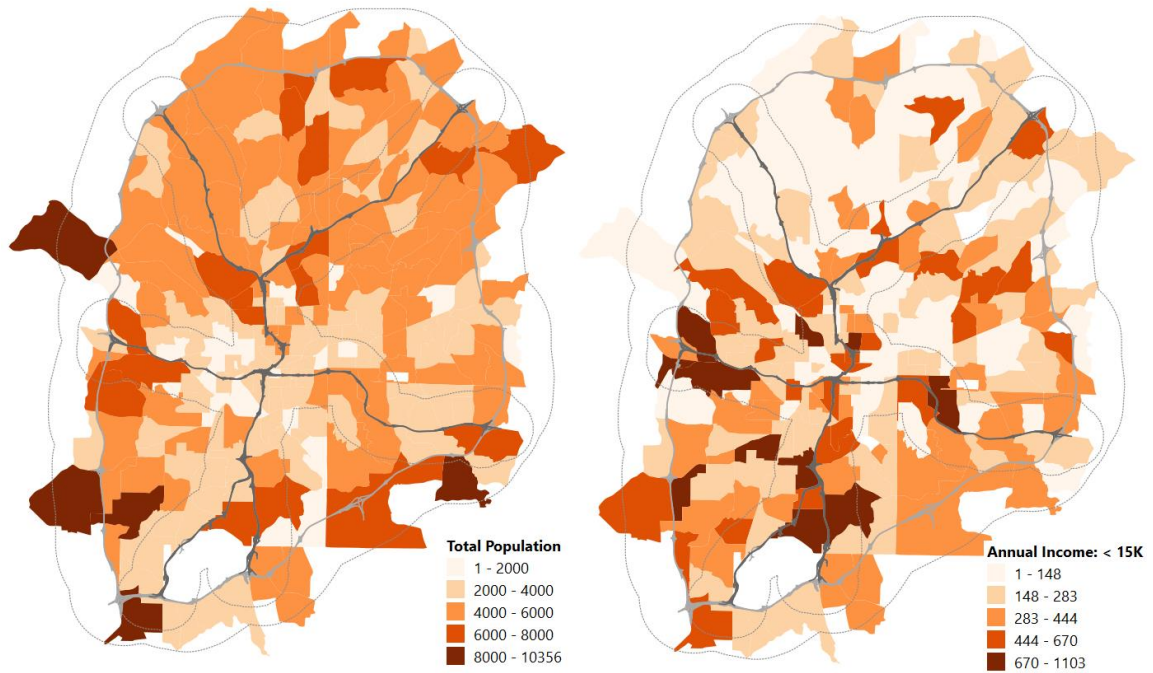 Total Population
1 - 2000
2000 - 4000
4000 - 6000
6000 - 8000
8000 - 10356
Annual Income: < 15K
1 - 148
148 - 283
283 - 444
444 - 670
670 - 1103